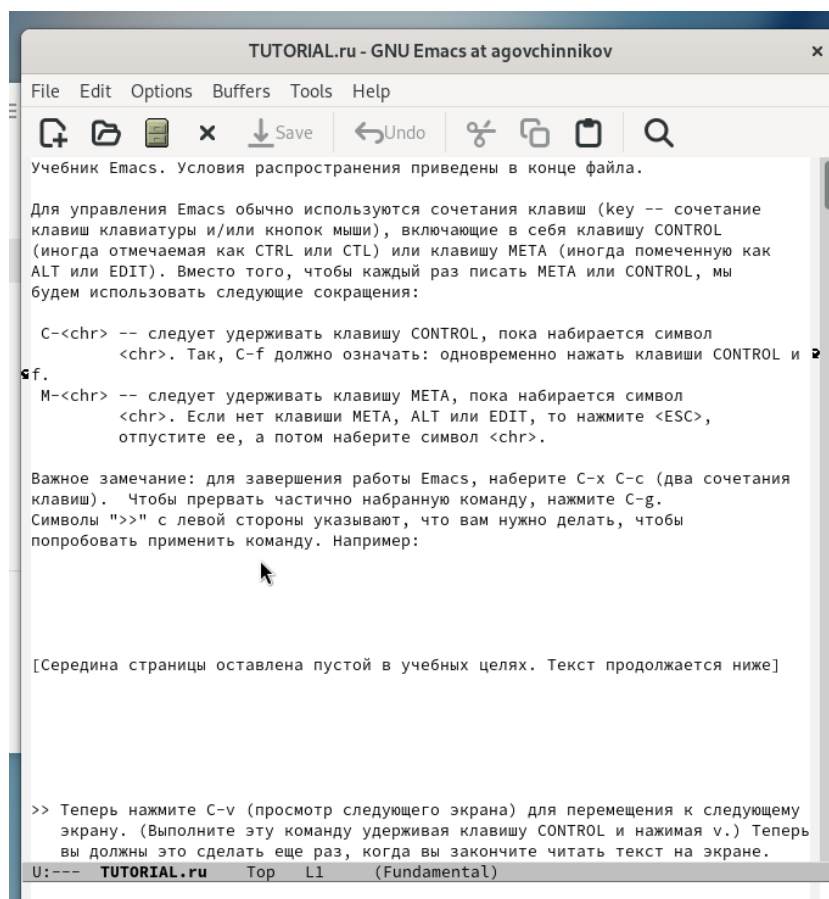 TUTORIAL.ru - GNU Emacs at agovchinnikov
File Edit Options Buffers Tools Help
Save Undo
Учебник Emacs. Условия распространения приведены в конце файла.
Для управления Emacs обычно используются сочетания клавиш (key -- сочетание
клавиш клавиатуры и/или кнопок мыши), включающие в себя клавишу CONTROL
(иногда отмечаемая как CTRL или CTL) или клавишу META (иногда помеченную как
ALT или EDIT). Вместо того, чтобы каждый раз писать META или CONTROL, мы
будем использовать следующие сокращения:
C-<chr> -- следует удерживать клавишу CONTROL, пока набирается символ
<chr>. Так, C-f должно означать: одновременно нажать клавиши CONTROL и
f.
M-<chr> -- следует удерживать клавишу META, пока набирается символ
<chr>. Если нет клавиши META, ALT или EDIT, то нажмите <ESC>,
отпустите ее, а потом наберите символ <chr>.
Важное замечание: для завершения работы Emacs, наберите C-x C-c (два сочетания
клавиш).  Чтобы прервать частично набранную команду, нажмите C-g.
Символы ">>" с левой стороны указывают, что вам нужно делать, чтобы
попробовать применить команду. Например:
[Середина страницы оставлена пустой в учебных целях. Текст продолжается ниже]
>> Теперь нажмите C-v (просмотр следующего экрана) для перемещения к следующему
экрану. (Выполните эту команду удерживая клавишу CONTROL и нажимая v.) Теперь
вы должны это сделать еще раз, когда вы закончите читать текст на экране.
U:--- TUTORIAL.ru Top L1 (Fundamental)